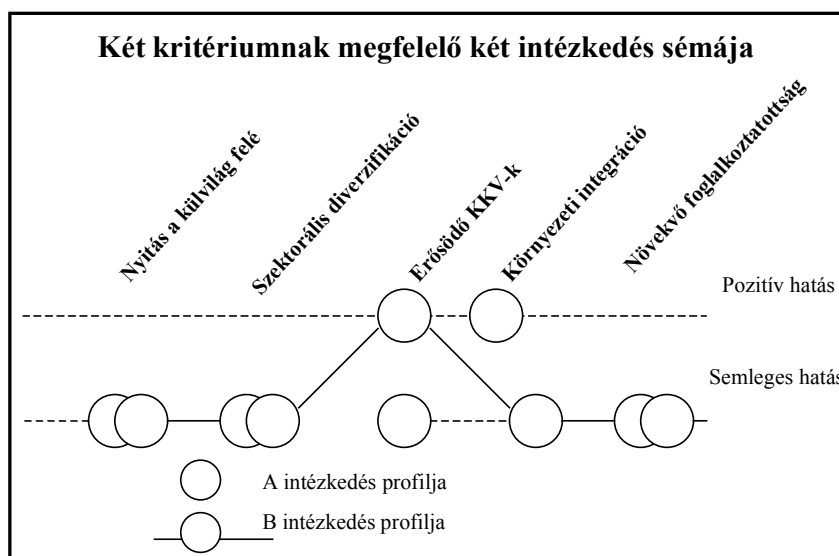 Két kritériumnak megfelelő két intézkedés sémája
Nyitás a külvilág felé
Szektorális diverzifikáció
Erősödő KKV-k
Környezeti integráció
Növekvő foglalkoztatottság
Pozitív hatás
Semleges hatás
A intézkedés profilja
B intézkedés profilja